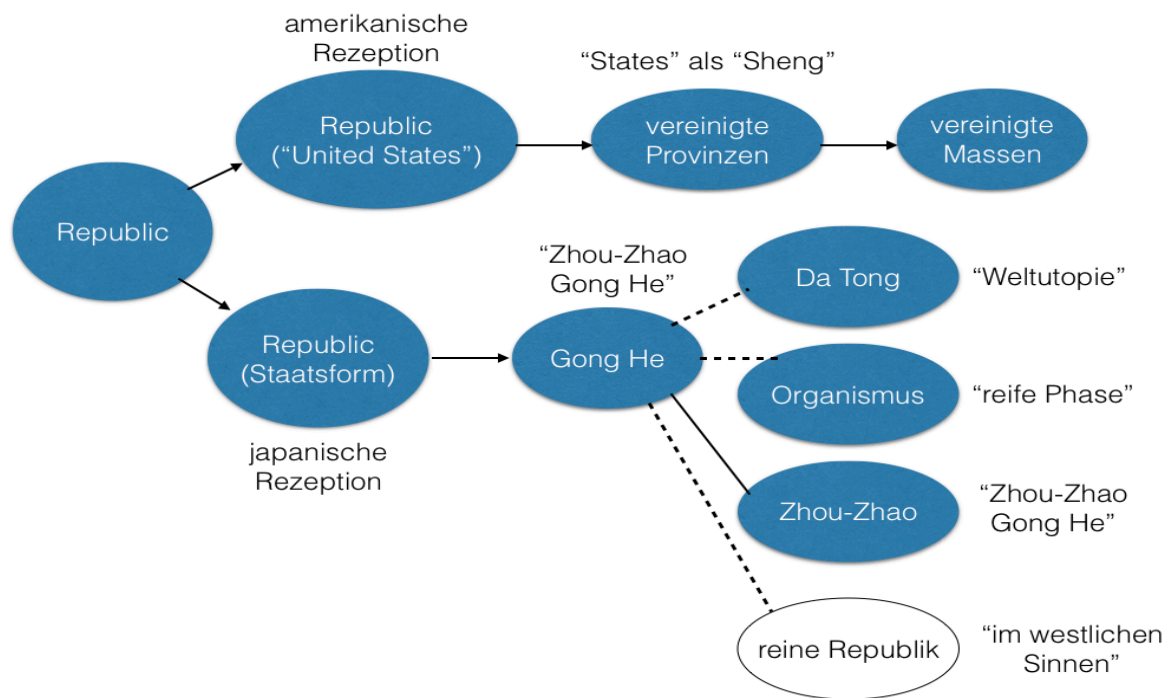 amerikanische
Rezeption
“States” als “Sheng”
Republic
(“United States”)
vereinigte
Provinzen
vereinigte
Massen
Republic
“Zhou-Zhao
Gong He”
Da Tong
“Weltutopie”
Republic
(Staatsform)
Gong He
Organismus
“reife Phase”
japanische
Rezeption
Zhou-Zhao
“Zhou-Zhao
Gong He”
reine Republik
“im westlichen
Sinnen”